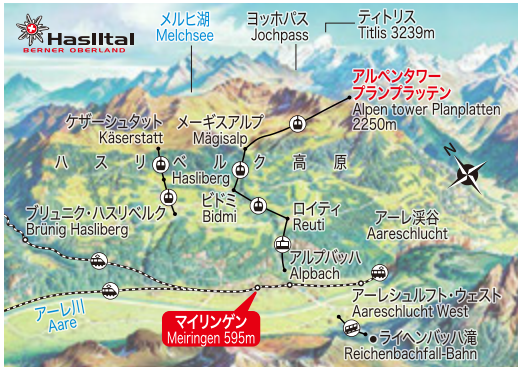 Haslital
BERNER OBERLAND
メルヒ湖
Melchsee
ヨッホパス
Jochpass
ティトリス
Titlis 3239m
アルペンタワー
プランプラッテン
Alpen tower Planplatten
2250m
ケザーシュタット
Käserstatt
メーギスアルプ
Mägisalp
ハスリベルク高原
Hasliberg
N
ビドミ
Bidmi
ロイティ
Reuti
ブリュニク・ハスリベルク
Brünig Hasliberg
アーレ渓谷
Aareschlucht
アルプバッハ
Alpbach
アーレ川
Aare
マイリンゲン
Meiringen 595m
アーレシュルフト・ウェスト
Aareschlucht West
ライヘンバッハ滝
Reichenbachfall-Bahn